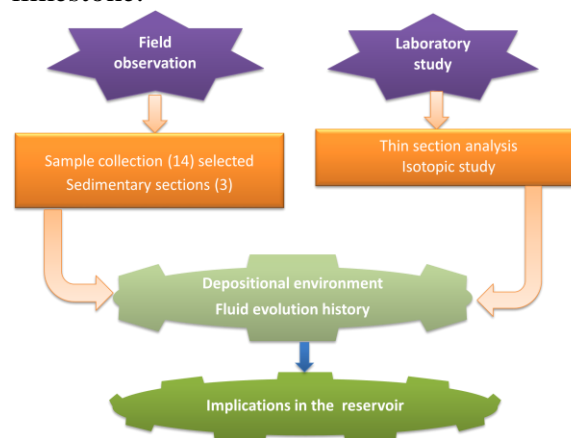 Field
observation
Laboratory
study
Sample collection (14) selected
Sedimentary sections (3)
Thin section analysis
Isotopic study
Depositional environment
Fluid evolution history
Implications in the reservoir